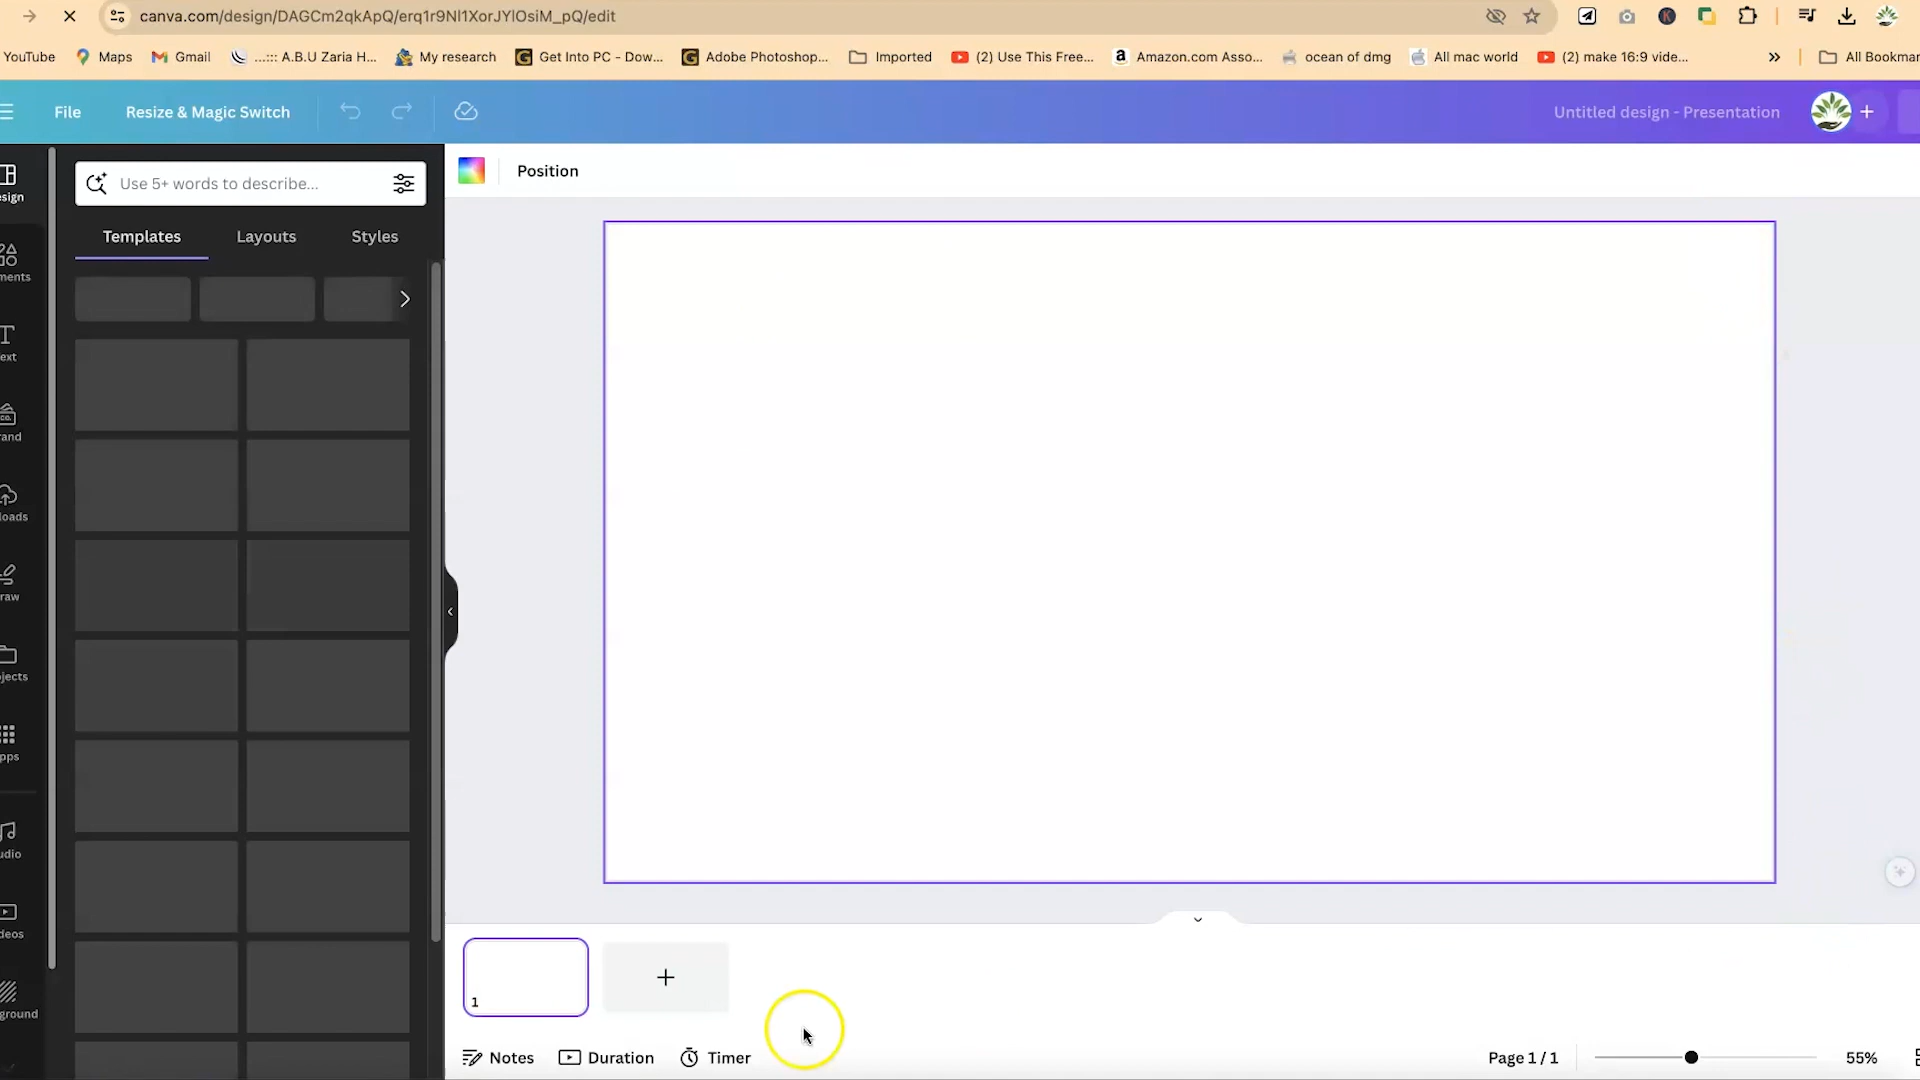 canva.com/design/DAGCm2qkApQ/erq1r9Nl1XorJYlOsiM_pQ/edit
YouTube Maps Gmail ...::: A.B.U Zaria H... My research Get Into PC - Dow... Adobe Photoshop... Imported (2) Use This Free... Amazon.com Asso... ocean of dmg All mac world (2) make 16:9 vide... » All Bookmar
File Resize & Magic Switch Untitled design - Presentation
Position
Use 5+ words to describe...
esign
Templates Layouts Styles
ments
ext
rand
loads
raw
jects
pps
udio
deos
ground
1
Notes Duration Timer Page 1 / 1 55%